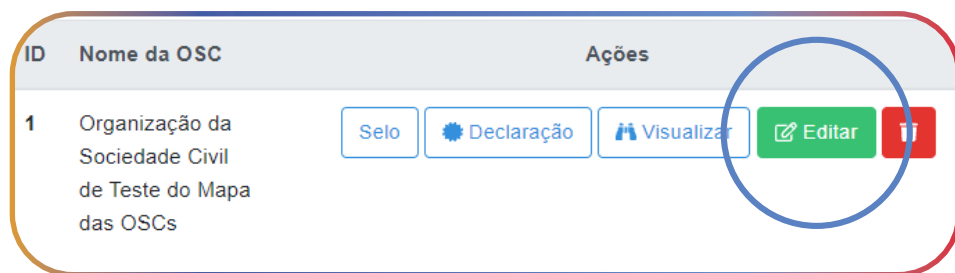 ID Nome da OSC Ações
1 Organização da Selo Declaração Visualizar Editar
Sociedade Civil
de Teste do Mapa
das OSCs